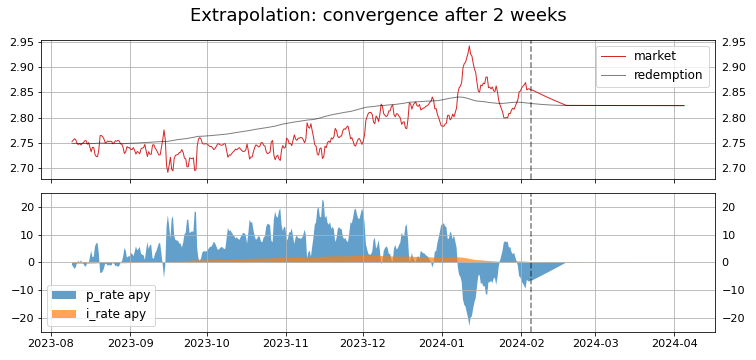 Extrapolation: convergence after 2 weeks
2.95 2.95
2.90 2.90
2.85 2.85
2.80 2.80
2.75 2.75
2.70 2.70
market
redemption
20 20
10 10
0 0
−10 −10
−20 −20
p_rate apy
i_rate apy
2023-08 2023-09 2023-10 2023-11 2023-12 2024-01 2024-02 2024-03 2024-04